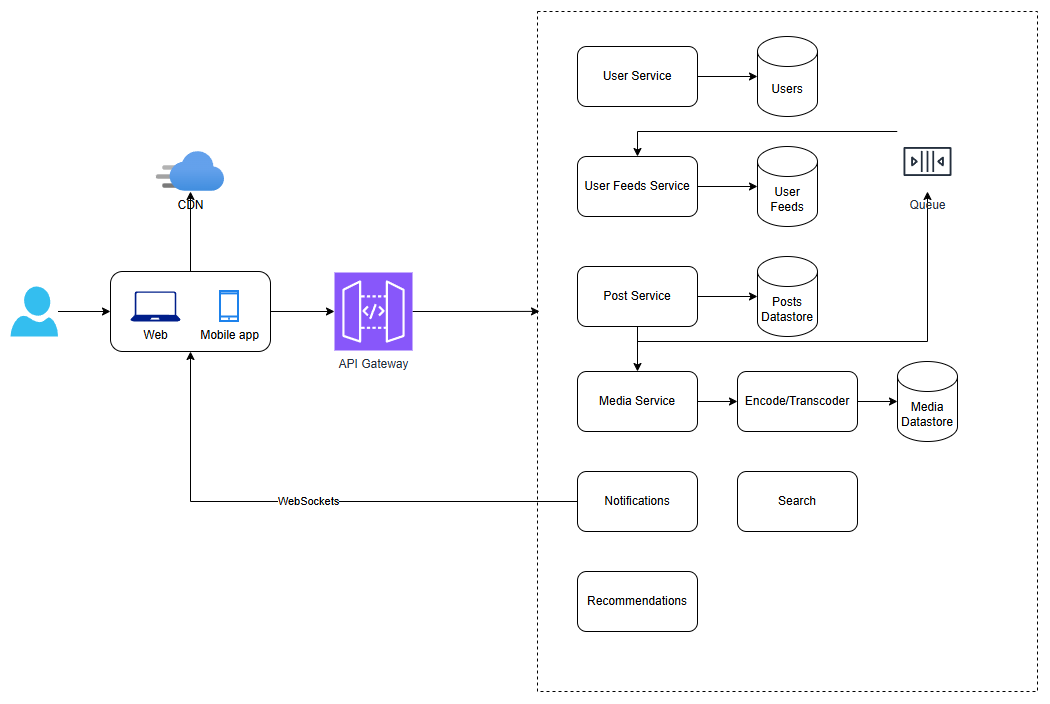 User Service
Users
CDN
User Feeds Service
User
Feeds
Queue
Web
Mobile app
API Gateway
</>
Post Service
Posts
Datastore
Media Service
Encode/Transcoder
Media
Datastore
WebSockets
Notifications
Search
Recommendations